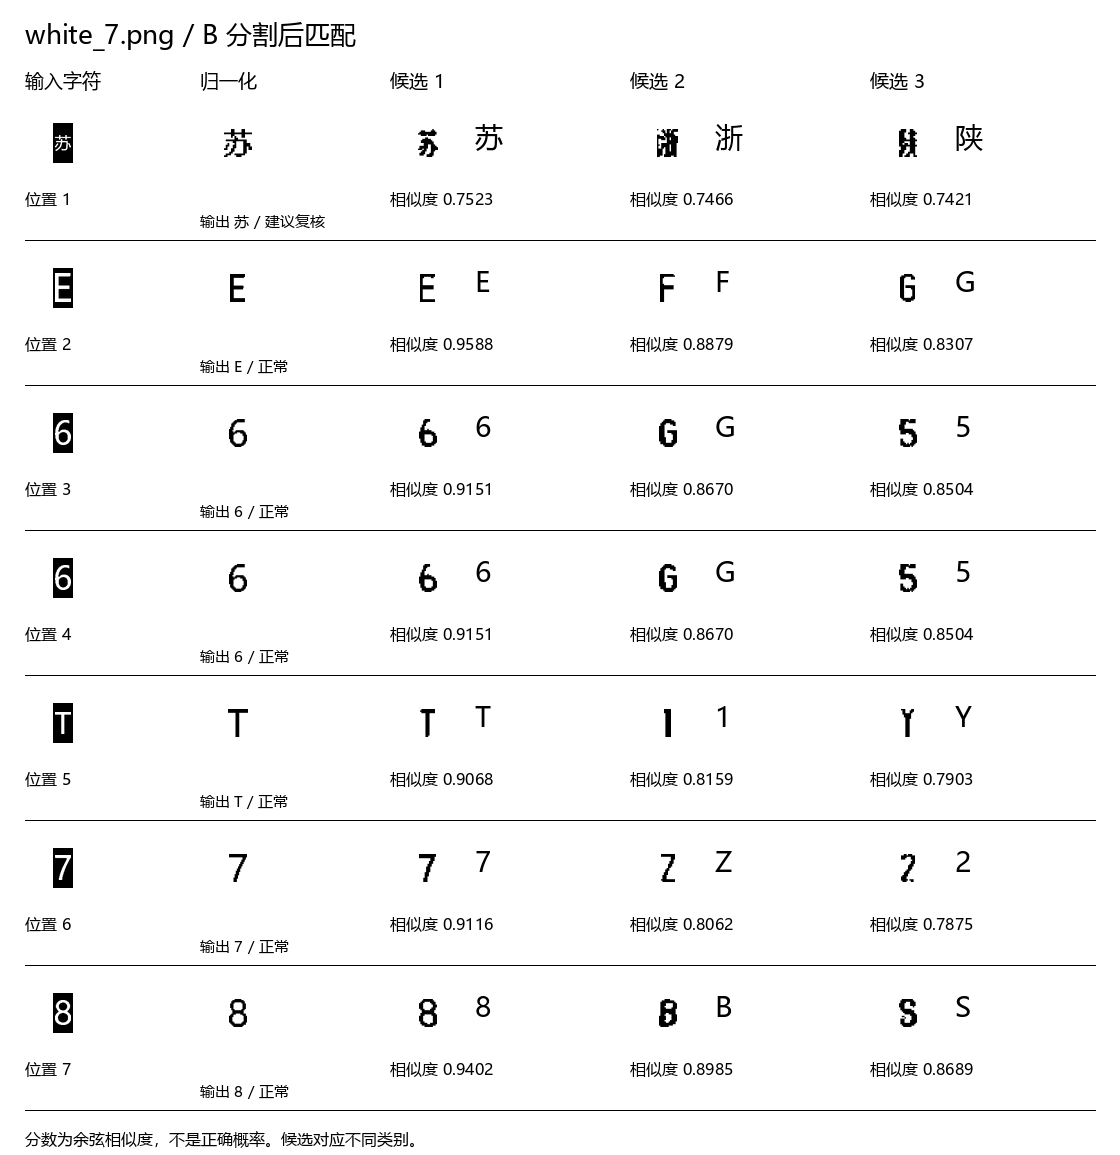 white_7.png / B 分割后匹配
输入字符 归一化 候选 1 候选 2 候选 3
苏 苏 苏 苏 浙 浙 陕 陕
位置 1 相似度 0.7523 相似度 0.7466 相似度 0.7421
输出 苏 / 建议复核
E E E E F F G G
位置 2 相似度 0.9588 相似度 0.8879 相似度 0.8307
输出 E / 正常
6 6 6 6 G G 5 5
位置 3 相似度 0.9151 相似度 0.8670 相似度 0.8504
输出 6 / 正常
6 6 6 6 G G 5 5
位置 4 相似度 0.9151 相似度 0.8670 相似度 0.8504
输出 6 / 正常
T T T T 1 1 Y Y
位置 5 相似度 0.9068 相似度 0.8159 相似度 0.7903
输出 T / 正常
7 7 7 7 Z Z 2 2
位置 6 相似度 0.9116 相似度 0.8062 相似度 0.7875
输出 7 / 正常
8 8 8 8 B B S S
位置 7 相似度 0.9402 相似度 0.8985 相似度 0.8689
输出 8 / 正常
分数为余弦相似度，不是正确概率。候选对应不同类别。